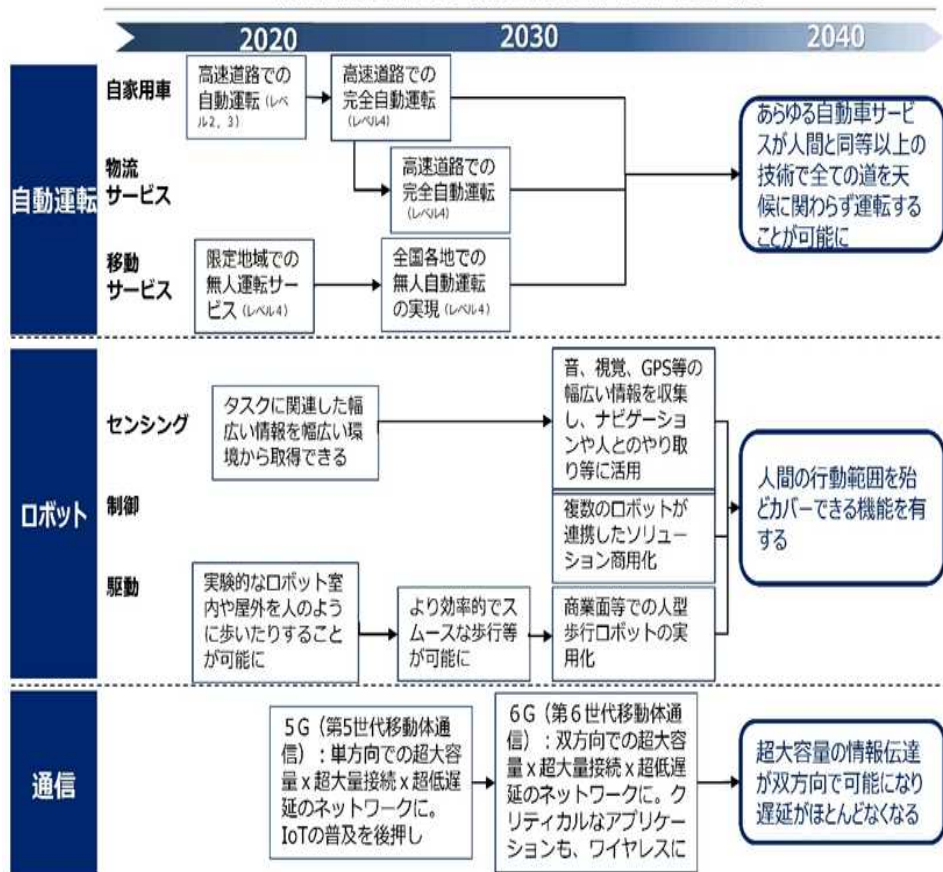 2020
2030
2040
自動運転
自家用車
高速道路での
自動運転（レベ
ル2，3）
高速道路での
完全自動運転
（レベル4）
物流
サービス
高速道路での
完全自動運転
（レベル4）
移動
サービス
限定地域での
無人運転サー
ビス（レベル4）
全国各地での
無人自動運転
の実現（レベル4）
あらゆる自動車サービ
スが人間と同等以上の
技術で全ての道を天
候に関わらず運転する
ことが可能に
ロボット
センシング
タスクに関連した幅
広い情報を幅広い環
境から取得できる
音、視覚、GPS等の
幅広い情報を収集
し、ナビゲーショ
ンや人とのやり取
り等に活用
制御
複数のロボットが
連携したソリュー
ション商用化
駆動
実験的なロボット室
内や屋外を人のよう
に歩いたりすること
が可能に
より効率的でス
ムースな歩行等
が可能に
商業面等での人型
歩行ロボットの実
用化
人間の行動範囲を殆
どカバーできる機能を有
する
通信
5G（第5世代移動体通
信）：単方向での超大容
量x超大量接続x超低遅
延のネットワークに。
IoTの普及を後押し
6G（第6世代移動体通
信）：双方向での超大容
量x超大量接続x超低遅
延のネットワークに。ク
リティカルなアプリケー
ションも、ワイヤレスに
超大容量の情報伝達
が双方向で可能になり
遅延がほとんどなくなる